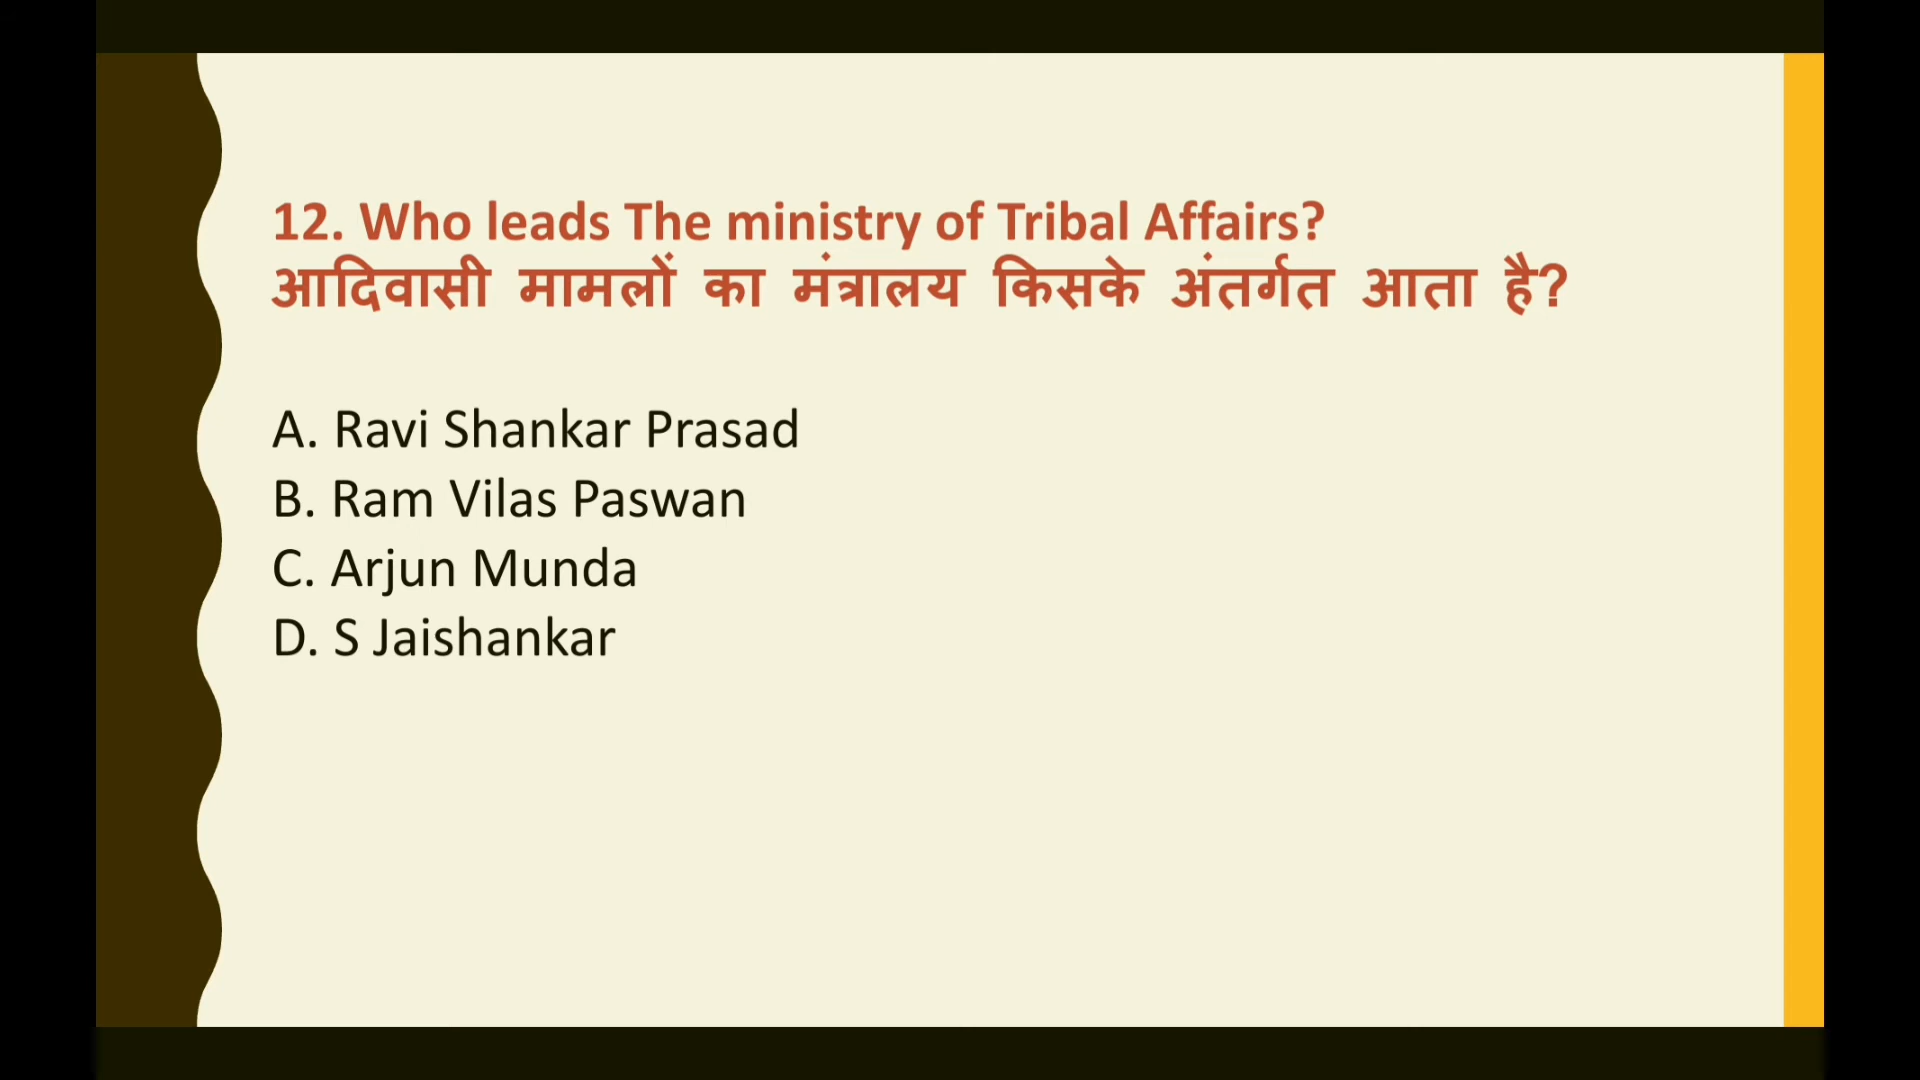 12. Who leads The ministry of Tribal Affairs?
आदिवासी मामलों का मंत्रालय किसके अंतर्गत आता है?
A. Ravi Shankar Prasad
B. Ram Vilas Paswan
C. Arjun Munda
D. S Jaishankar